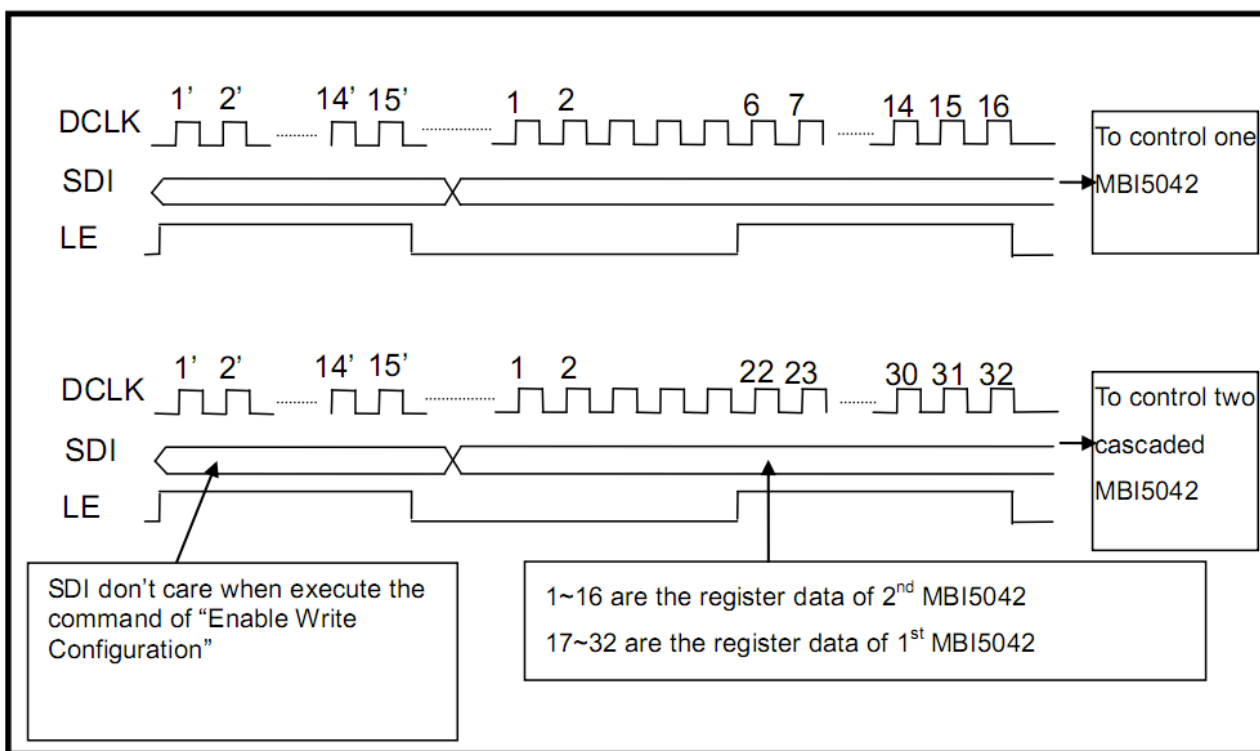 1' 2' 14' 15' 1 2 6 7 14 15 16
DCLK
SDI
LE
To control one
MBI5042
1' 2' 14' 15' 1 2 22 23 30 31 32
DCLK
SDI
LE
To control two
cascaded
MBI5042
SDI don't care when execute the
command of “Enable Write
Configuration”
1~16 are the register data of 2nd MBI5042
17~32 are the register data of 1st MBI5042